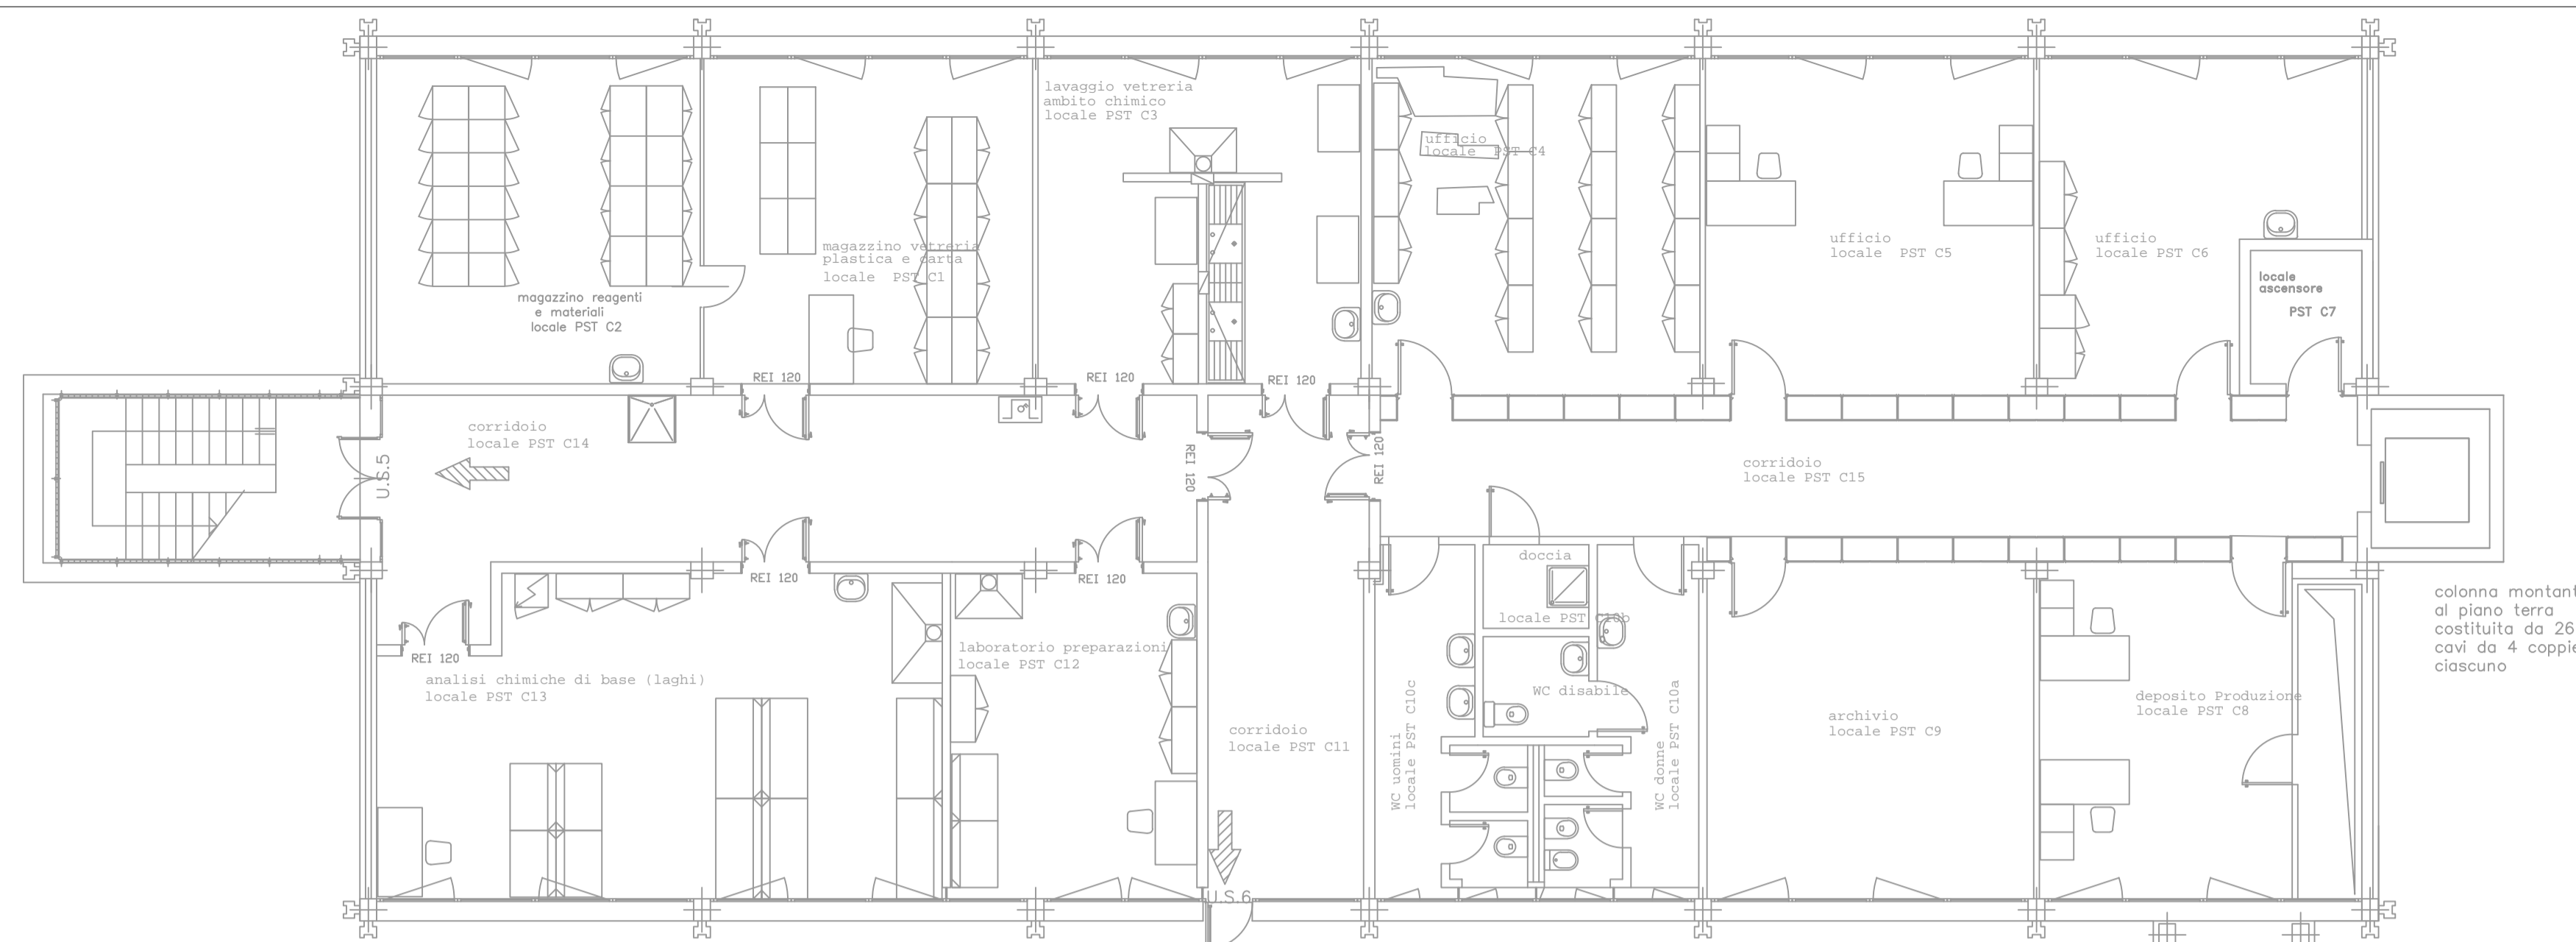 lavaggio vetreria
ambito chimico
locale PST C3
ufficio
locale PST C4
magazzino vetreria
plastica e carta
locale PST C1
ufficio
locale PST C5
ufficio
locale PST C6
locale
ascensore
PST C7
magazzino reagenti
e materiali
locale PST C2
REI 120
REI 120
REI 120
corridoio
locale PST C14
U.S.5
REI 120
REI 120
corridoio
locale PST C15
doccia
locale PST C10b
REI 120
REI 120
REI 120
laboratorio preparazioni
locale PST C12
analisi chimiche di base (laghi)
locale PST C13
WC disabile
WC uomini
locale PST C10c
WC donne
locale PST C10a
corridoio
locale PST C11
archivio
locale PST C9
deposito Produzione
locale PST C8
colonna montant
al piano terra
costituita da 26
cavi da 4 coppie
ciascuno
U.S.6